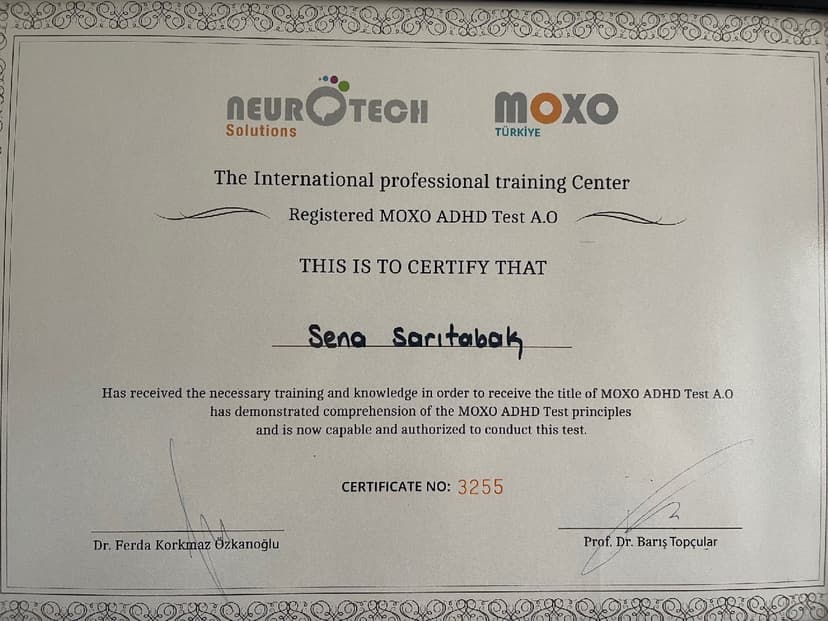 NEUROTECH
Solutions
MOXO
TÜRKİYE
The International professional training Center
Registered MOXO ADHD Test A.O
THIS IS TO CERTIFY THAT
Sena Sarıtabak
Has received the necessary training and knowledge in order to receive the title of MOXO ADHD Test A.O
has demonstrated comprehension of the MOXO ADHD Test principles
and is now capable and authorized to conduct this test.
CERTIFICATE NO: 3255
Dr. Ferda Korkmaz Özkanoğlu
Prof. Dr. Barış Topçular